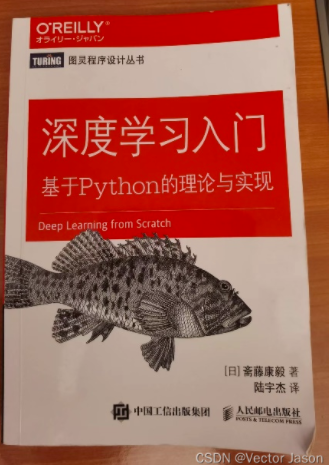 O'REILLY®
オライリー・ジャパン
TURING 图灵程序设计丛书
深度学习入门
基于Python的理论与实现
Deep Learning from Scratch
[日] 斋藤康毅 著
陆宇杰 译
中国工信出版集团 人民邮电出版社
POSTS & TELECOM PRESS
CSDN @Vector Jason